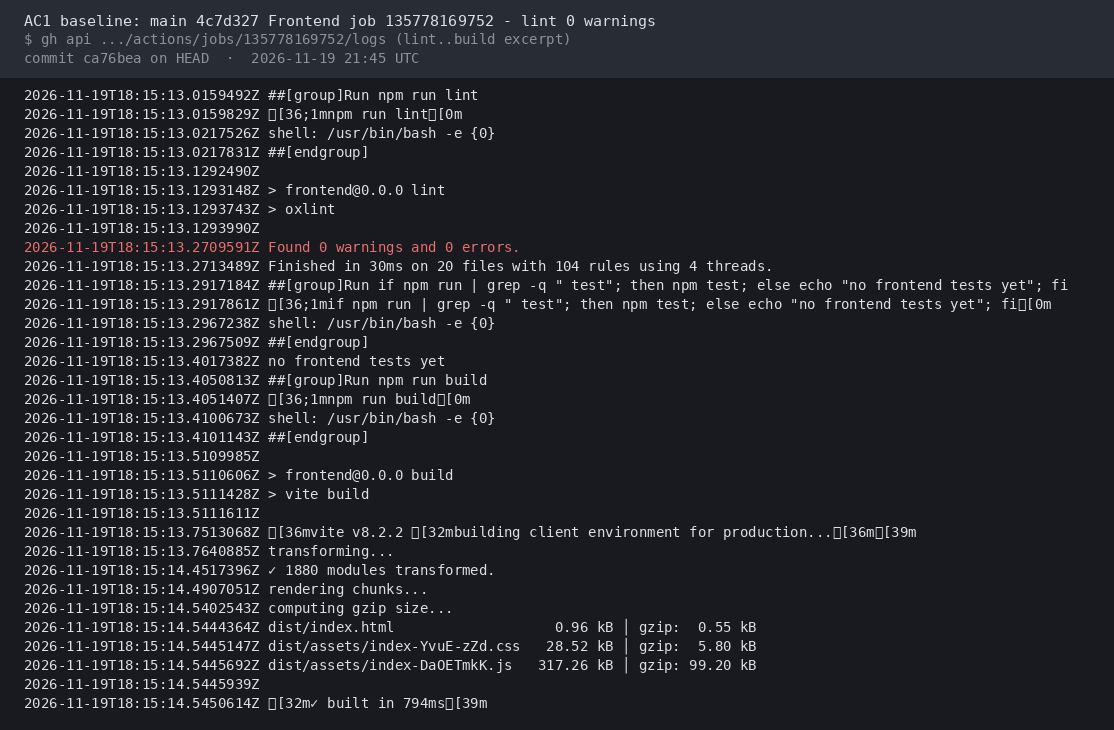 AC1 baseline: main 4c7d327 Frontend job 135778169752 - lint 0 warnings
$ gh api .../actions/jobs/135778169752/logs (lint..build excerpt)
commit ca76bea on HEAD  ·  2026-11-19 21:45 UTC
2026-11-19T18:15:13.0159492Z ##[group]Run npm run lint
2026-11-19T18:15:13.0159829Z □[36;1mnpm run lint□[0m
2026-11-19T18:15:13.0217526Z shell: /usr/bin/bash -e {0}
2026-11-19T18:15:13.0217831Z ##[endgroup]
2026-11-19T18:15:13.1292490Z
2026-11-19T18:15:13.1293148Z > frontend@0.0.0 lint
2026-11-19T18:15:13.1293743Z > oxlint
2026-11-19T18:15:13.1293990Z
2026-11-19T18:15:13.2709591Z Found 0 warnings and 0 errors.
2026-11-19T18:15:13.2713489Z Finished in 30ms on 20 files with 104 rules using 4 threads.
2026-11-19T18:15:13.2917184Z ##[group]Run if npm run | grep -q " test"; then npm test; else echo "no frontend tests yet"; fi
2026-11-19T18:15:13.2917861Z □[36;1mif npm run | grep -q " test"; then npm test; else echo "no frontend tests yet"; fi□[0m
2026-11-19T18:15:13.2967238Z shell: /usr/bin/bash -e {0}
2026-11-19T18:15:13.2967509Z ##[endgroup]
2026-11-19T18:15:13.4017382Z no frontend tests yet
2026-11-19T18:15:13.4050813Z ##[group]Run npm run build
2026-11-19T18:15:13.4051407Z □[36;1mnpm run build□[0m
2026-11-19T18:15:13.4100673Z shell: /usr/bin/bash -e {0}
2026-11-19T18:15:13.4101143Z ##[endgroup]
2026-11-19T18:15:13.5109985Z
2026-11-19T18:15:13.5110606Z > frontend@0.0.0 build
2026-11-19T18:15:13.5111428Z > vite build
2026-11-19T18:15:13.5111611Z
2026-11-19T18:15:13.7513068Z □[36mvite v8.2.2 □[32mbuilding client environment for production...□[36m□[39m
2026-11-19T18:15:13.7640885Z transforming...
2026-11-19T18:15:14.4517396Z ✓ 1880 modules transformed.
2026-11-19T18:15:14.4907051Z rendering chunks...
2026-11-19T18:15:14.5402543Z computing gzip size...
2026-11-19T18:15:14.5444364Z dist/index.html                   0.96 kB │ gzip:  0.55 kB
2026-11-19T18:15:14.5445147Z dist/assets/index-YvuE-zZd.css   28.52 kB │ gzip:  5.80 kB
2026-11-19T18:15:14.5445692Z dist/assets/index-DaOETmkK.js   317.26 kB │ gzip: 99.20 kB
2026-11-19T18:15:14.5445939Z
2026-11-19T18:15:14.5450614Z □[32m✓ built in 794ms□[39m